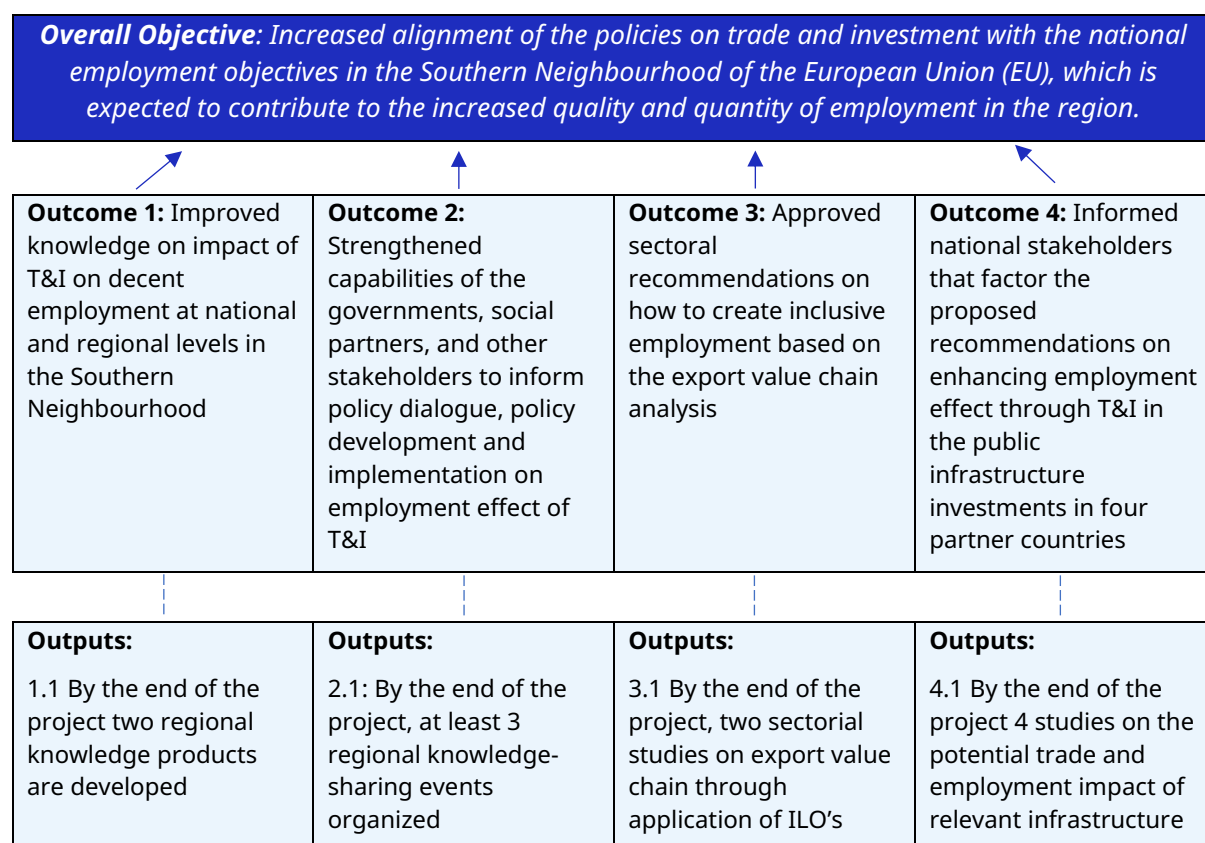 Overall Objective: Increased alignment of the policies on trade and investment with the national
employment objectives in the Southern Neighbourhood of the European Union (EU), which is
expected to contribute to the increased quality and quantity of employment in the region.
Outcome 1: Improved
knowledge on impact of
T&I on decent
employment at national
and regional levels in
the Southern
Neighbourhood
Outcome 2:
Strengthened
capabilities of the
governments, social
partners, and other
stakeholders to inform
policy dialogue, policy
development and
implementation on
employment effect of
T&I
Outcome 3: Approved
sectoral
recommendations on
how to create inclusive
employment based on
the export value chain
analysis
Outcome 4: Informed
national stakeholders
that factor the
proposed
recommendations on
enhancing employment
effect through T&I in
the public
infrastructure
investments in four
partner countries
Outputs:
1.1 By the end of the
project two regional
knowledge products
are developed
Outputs:
2.1: By the end of the
project, at least 3
regional knowledge-
sharing events
organized
Outputs:
3.1 By the end of the
project, two sectorial
studies on export value
chain through
application of ILO's
Outputs:
4.1 By the end of the
project 4 studies on the
potential trade and
employment impact of
relevant infrastructure